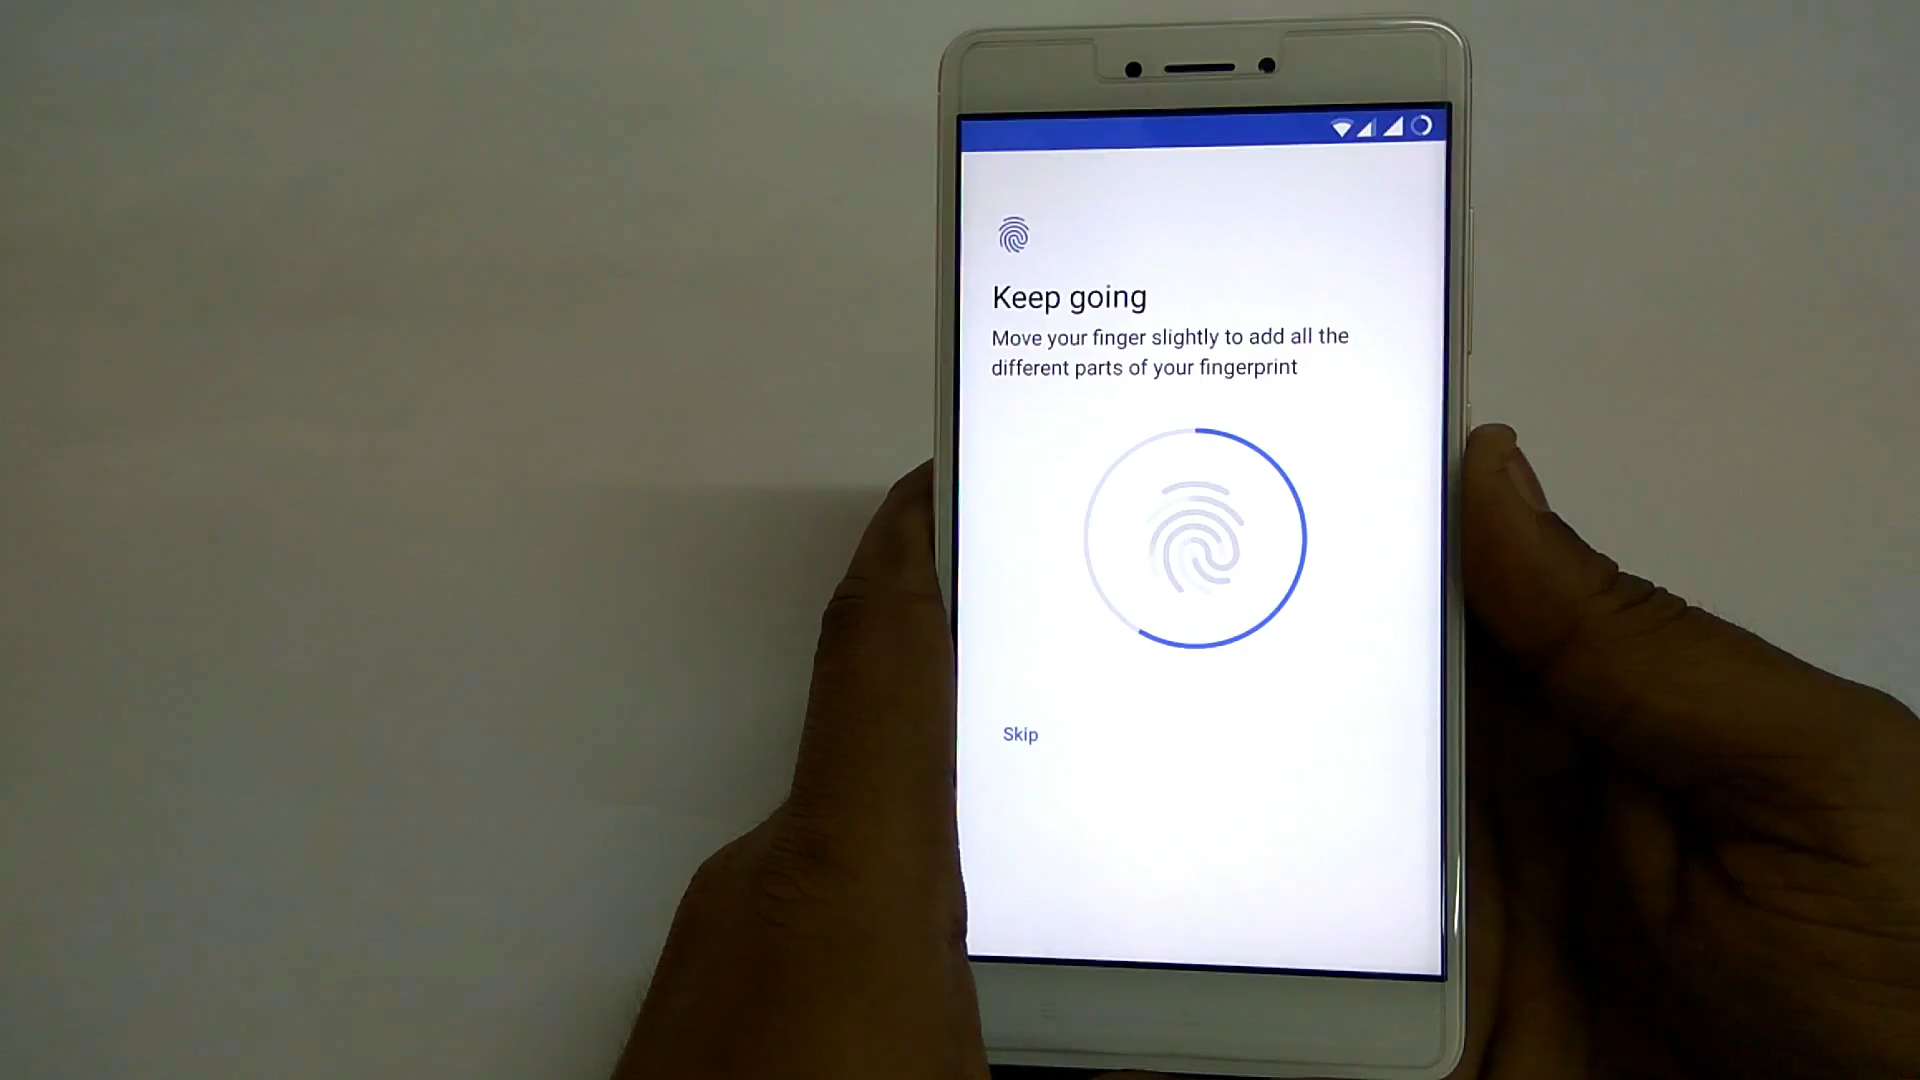 Keep going
Move your finger slightly to add all the
different parts of your fingerprint
Skip